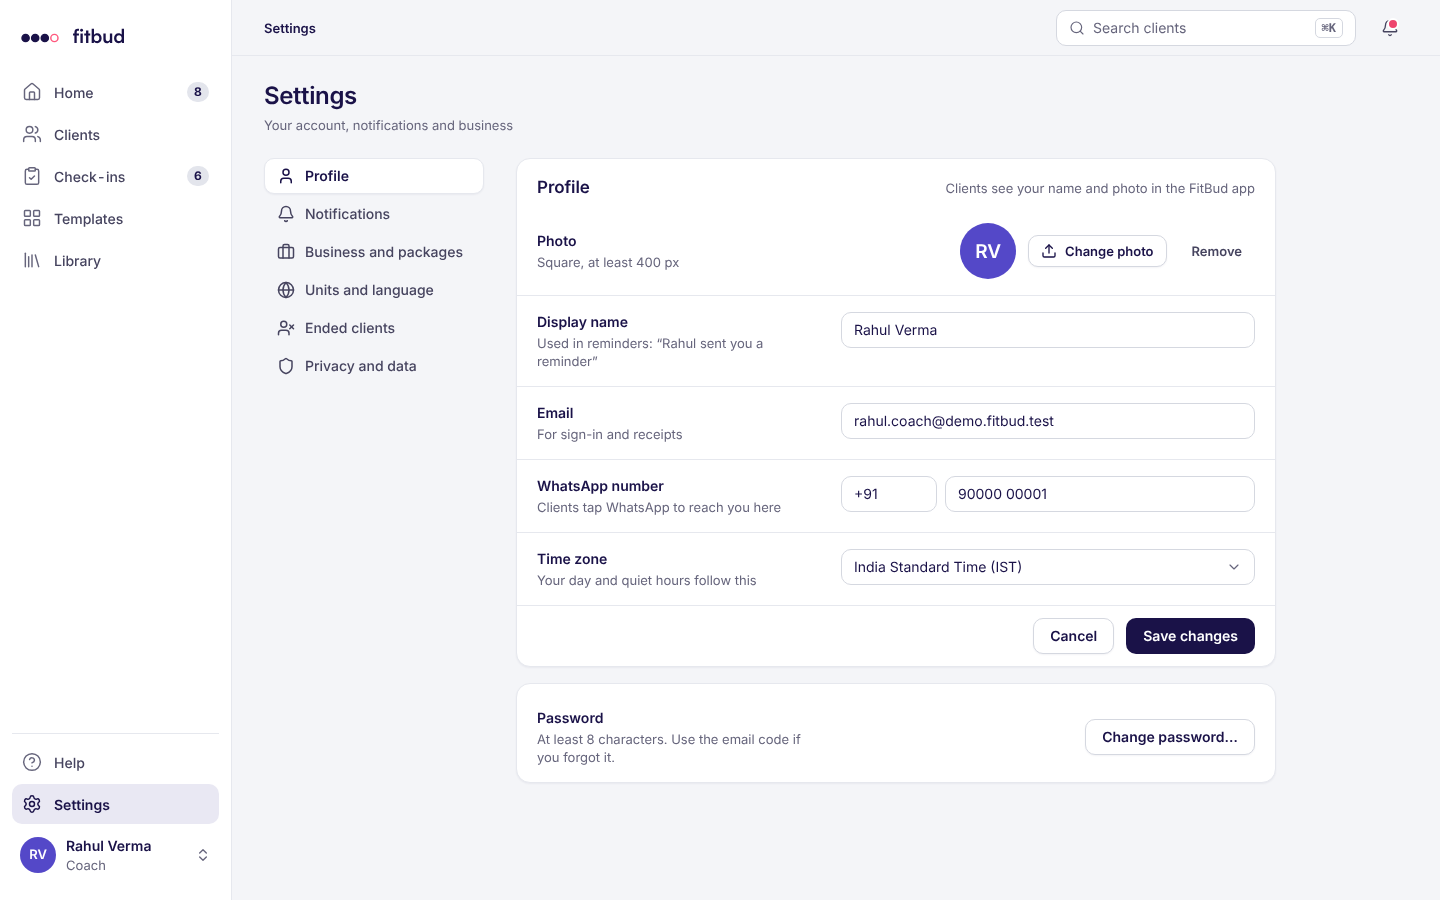 fitbud
Home 8
Clients
Check-ins 6
Templates
Library
Help
Settings
RV
Rahul Verma
Coach
Settings
Search clients ⌘K
Settings
Your account, notifications and business
Profile
Notifications
Business and packages
Units and language
Ended clients
Privacy and data
Profile
Clients see your name and photo in the FitBud app
Photo
Square, at least 400 px
RV
Change photo
Remove
Display name
Used in reminders: “Rahul sent you a
reminder”
Rahul Verma
Email
For sign-in and receipts
rahul.coach@demo.fitbud.test
WhatsApp number
Clients tap WhatsApp to reach you here
+91
90000 00001
Time zone
Your day and quiet hours follow this
India Standard Time (IST)
Cancel
Save changes
Password
At least 8 characters. Use the email code if
you forgot it.
Change password...